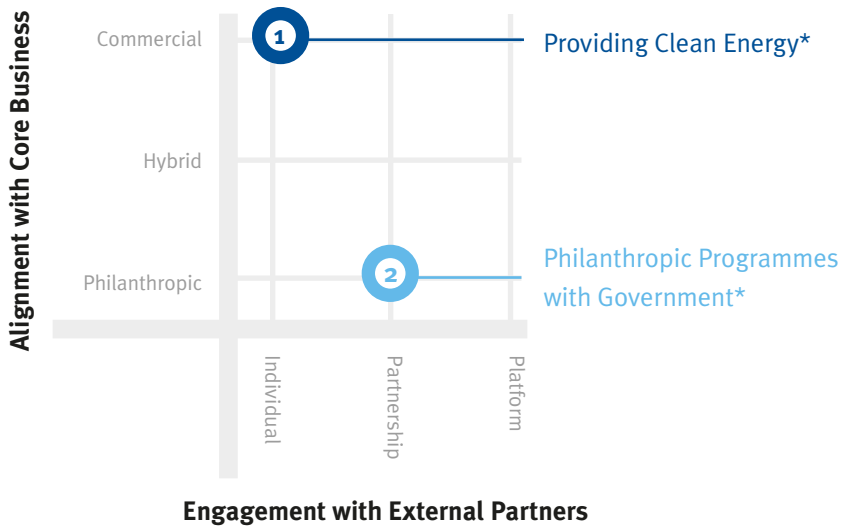 Alignment with Core Business
Commercial
1
Providing Clean Energy*
Hybrid
Philanthropic
2
Philanthropic Programmes
with Government*
Individual
Partnership
Platform
Engagement with External Partners